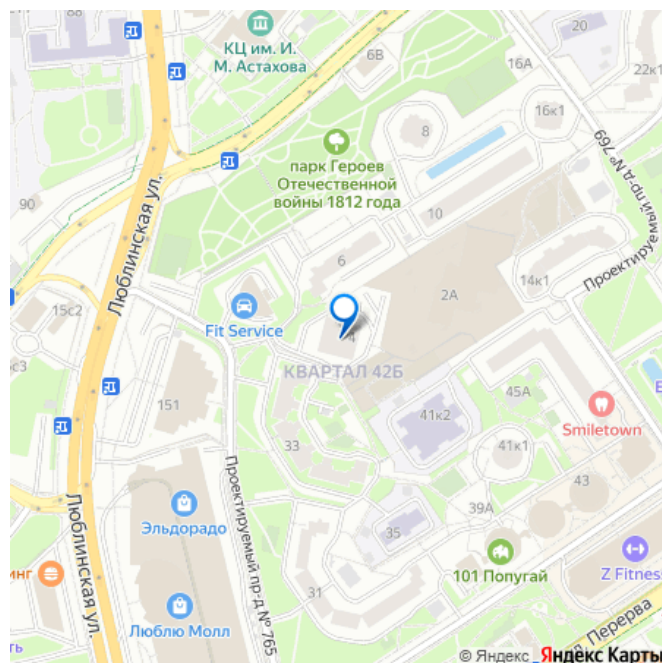 88
КЦ им. И.
М. Астахова
6В
20
16А
22к1
16к1
8
парк Героев
Отечественной
войны 1812 года
Проектируемый пр-д № 769
90
10
Люблинская ул.
6
2А
14к1
15с2
Fit Service
4
КВАРТАЛ 42Б
151
45А
41к2
Smiletown
33
41к1
43
Проектируемый пр-д № 765
Эльдорадо
39А
35
Люблинская ул.
101 Попугай
Z Fitnes
31
Люблю Молл
Перерва
© Яндекс Яндекс Карты